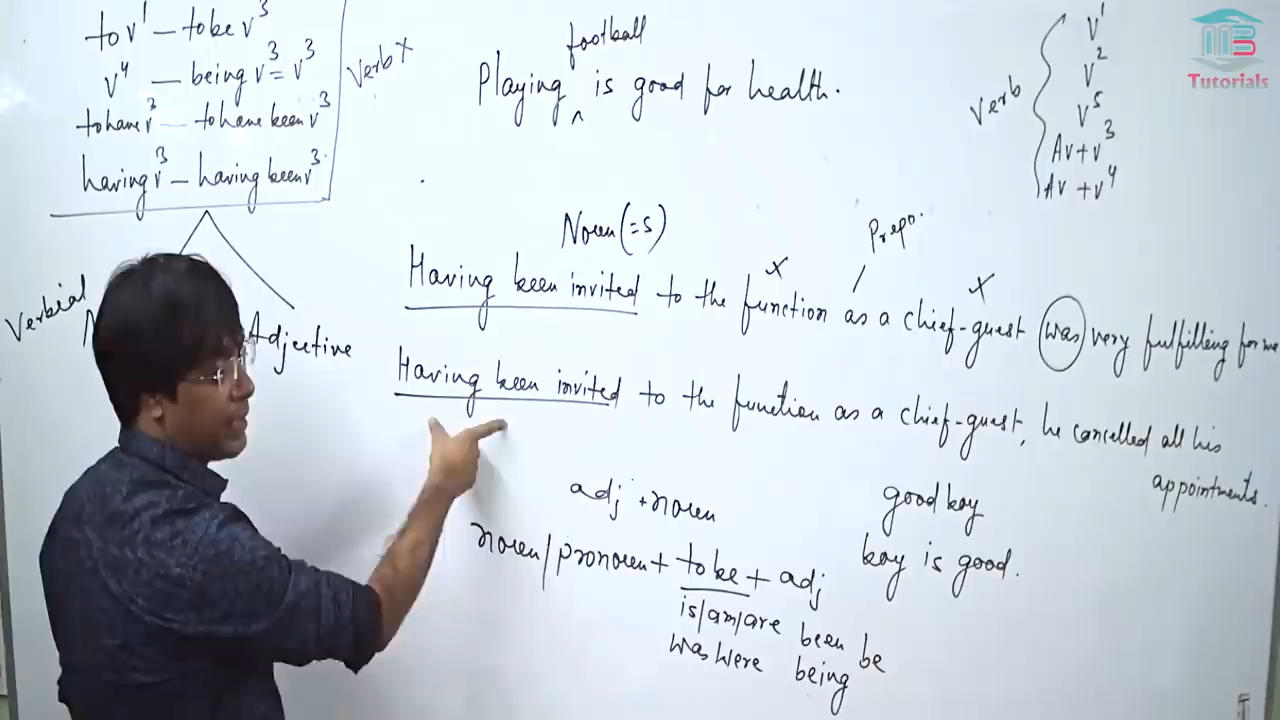 to v¹ – to be v³
v⁴ – being v³ = v³
to have v³ – to have been v³
having v³ – having been v³
Verb x
Verbial
Adjective
football
Playing ^ is good for health.
Verb
v¹
v²
v⁵
Av + v³
Av + v⁴
MB
Tutorials
Noun (=s)
Prepo.
x x
Having been invited to the function as a chief-guest was very fulfilling for me
Having been invited to the function as a chief-guest, he cancelled all his
appointments.
adj + noun
noun/pronoun + to be + adj
is/am/are been be
was were being
good boy
boy is good.